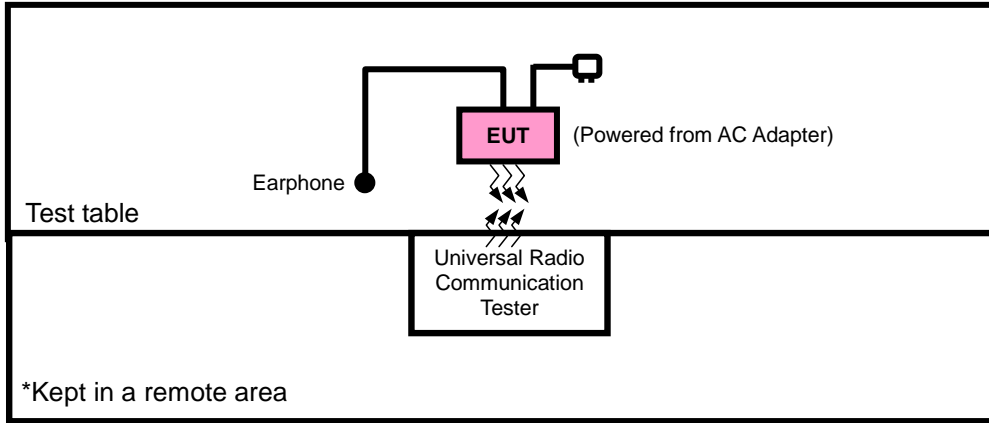 EUT
(Powered from AC Adapter)
Earphone
Test table
Universal Radio
Communication
Tester
*Kept in a remote area